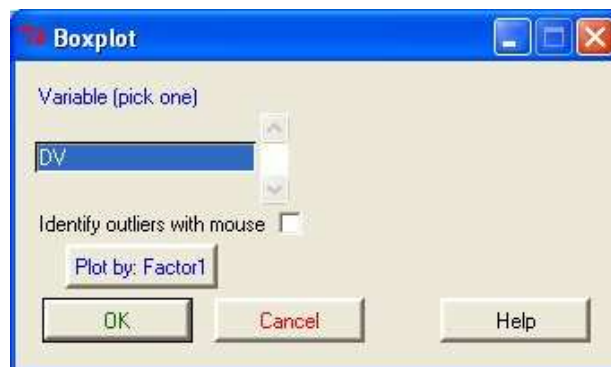 Boxplot
Variable (pick one)
DV
Identify outliers with mouse
Plot by: Factor1
OK Cancel Help